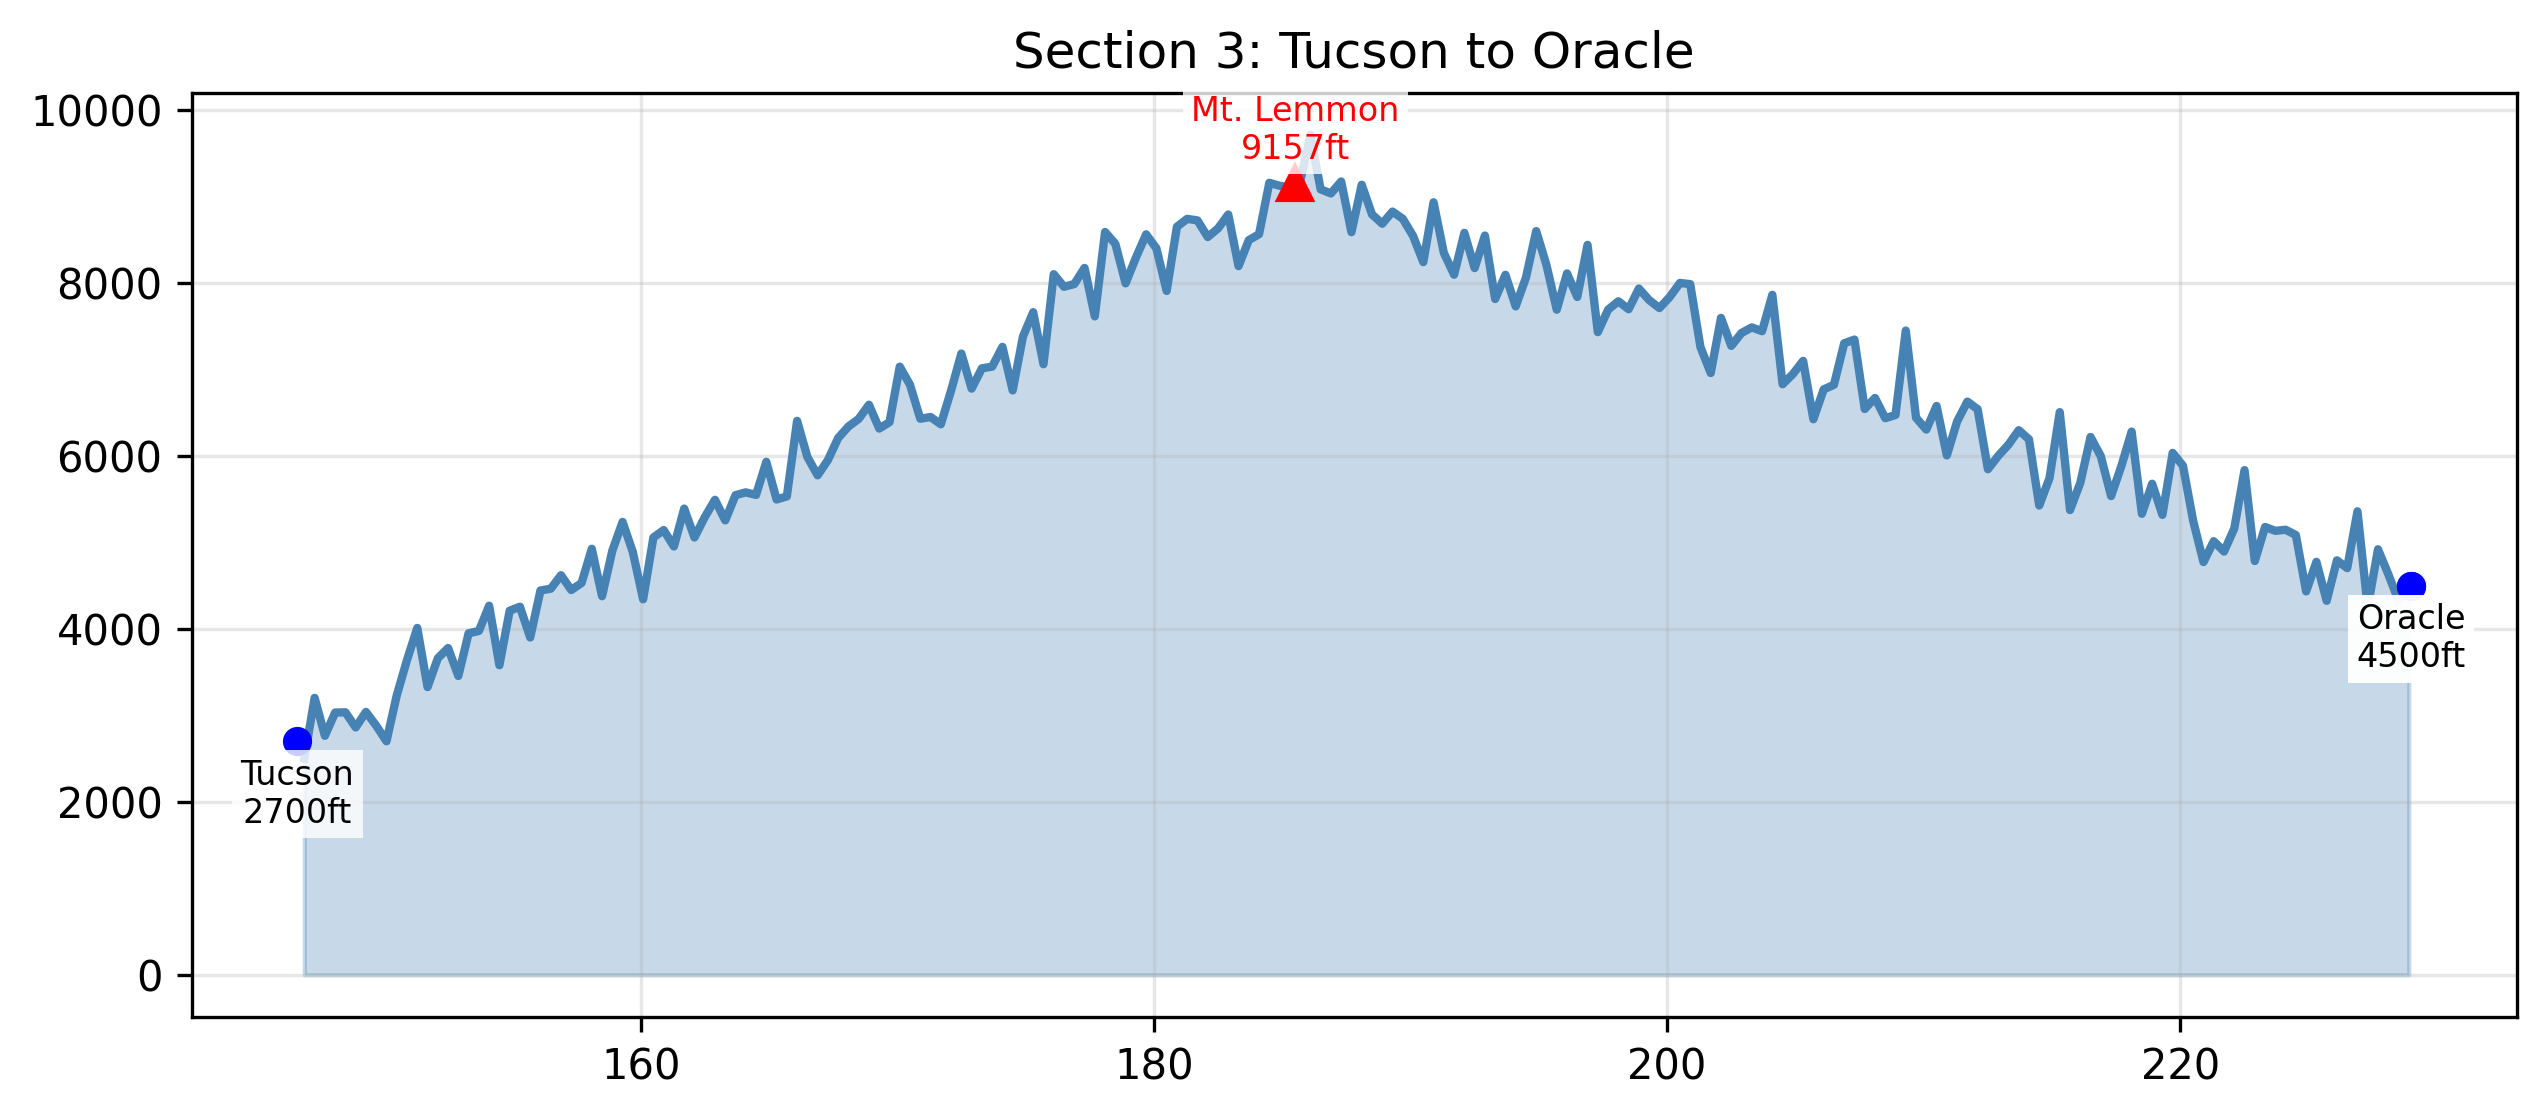 Section 3: Tucson to Oracle
10000
8000
6000
4000
2000
0
Mt. Lemmon
9157ft
Tucson
2700ft
Oracle
4500ft
160
180
200
220